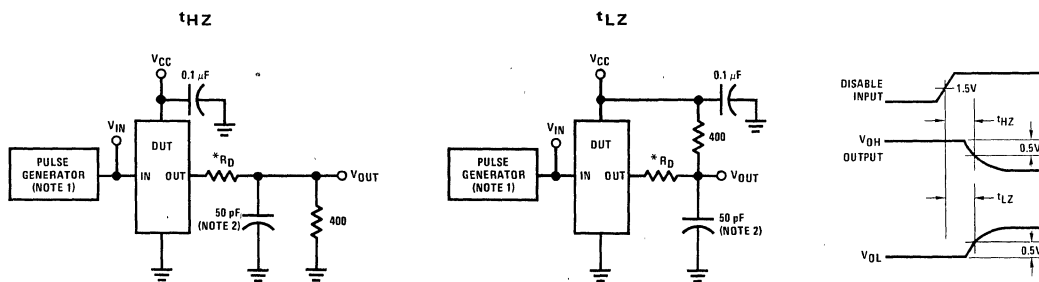 tHZ
VCC
0.1 μF
VIN
DUT
PULSE
GENERATOR
(NOTE 1)
IN
OUT
*RD
VOUT
50 pF
(NOTE 2)
400
tLZ
VCC
0.1 μF
400
VIN
DUT
PULSE
GENERATOR
(NOTE 1)
IN
OUT
*RD
VOUT
50 pF
(NOTE 2)
DISABLE
INPUT
1.5V
tHZ
VOH
OUTPUT
0.5V
tLZ
0.5V
VOL